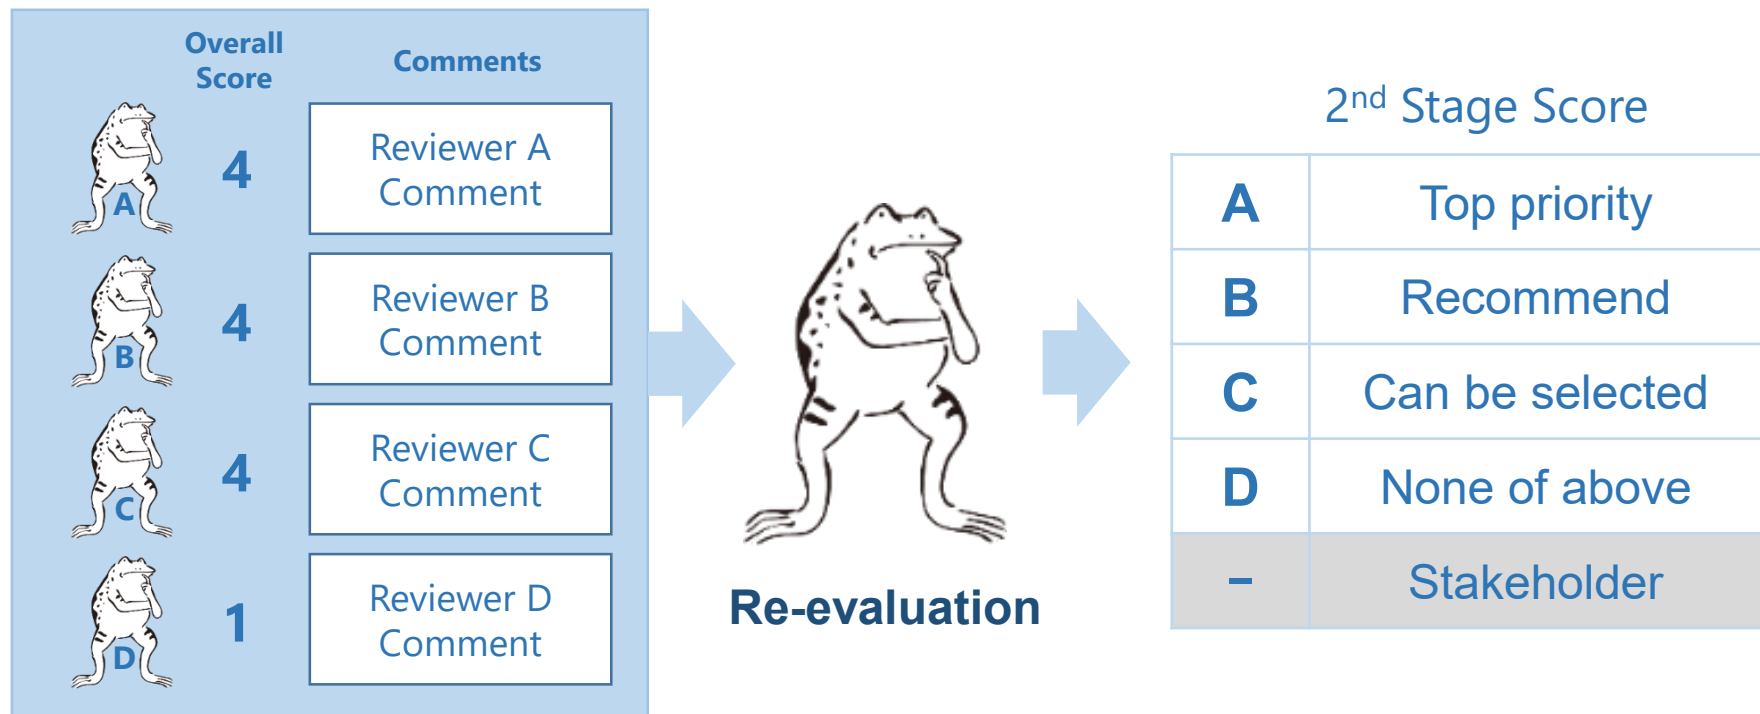 Overall
Score
Comments
A
4
Reviewer A
Comment
B
4
Reviewer B
Comment
C
4
Reviewer C
Comment
D
1
Reviewer D
Comment
Re-evaluation
2nd Stage Score
A Top priority
B Recommend
C Can be selected
D None of above
– Stakeholder